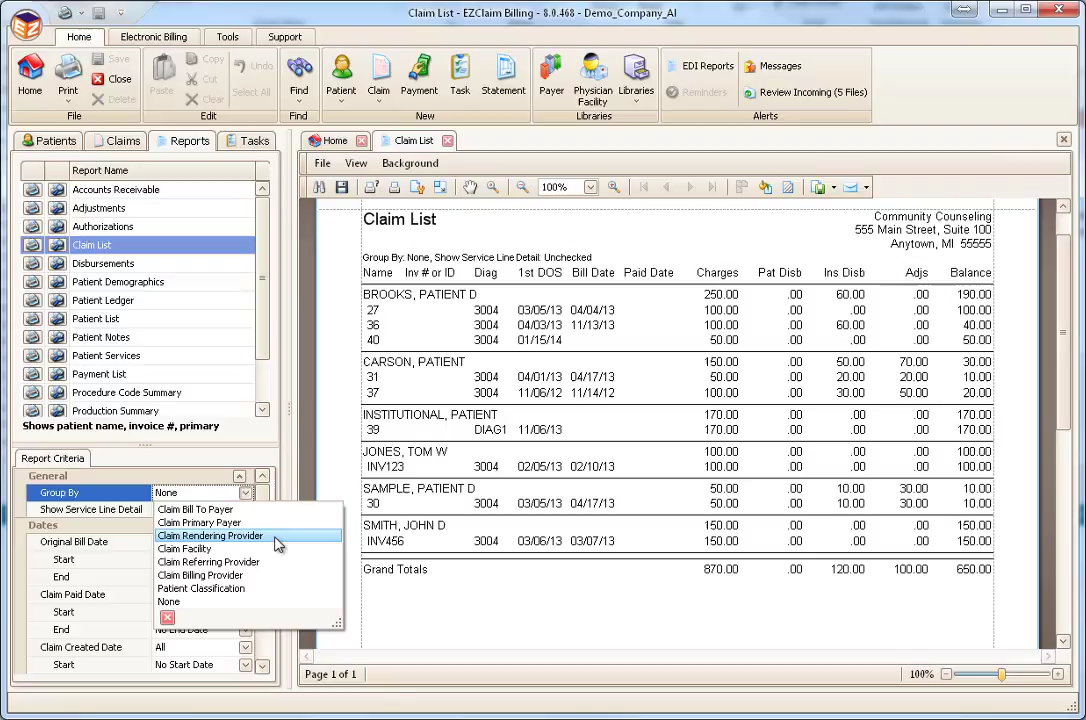 Claim List - EZClaim Billing - 8.0.468 - Demo_Company_AI
EZ
Home Electronic Billing Tools Support
Home
Print
Save
Close
Delete
File
Paste
Copy
Cut
Clear
Undo
Select All
Edit
Find
Find
Patient
Claim
Payment
Task
Statement
New
Payer
Physician
Facility
Libraries
Libraries
EDI Reports
Reminders
Messages
Review Incoming (5 Files)
Alerts
Patients Claims Reports Tasks
Report Name
Accounts Receivable
Adjustments
Authorizations
Claim List
Disbursements
Patient Demographics
Patient Ledger
Patient List
Patient Notes
Patient Services
Payment List
Procedure Code Summary
Production Summary
Shows patient name, invoice #, primary
Report Criteria
General
Group By None
Show Service Line Detail
Dates
Original Bill Date
Start
End
Claim Paid Date
Start
End No End Date
Claim Created Date All
Start No Start Date
Claim Bill To Payer
Claim Primary Payer
Claim Rendering Provider
Claim Facility
Claim Referring Provider
Claim Billing Provider
Patient Classification
None
Home Claim List
File View Background
100%
Claim List
Community Counseling
555 Main Street, Suite 100
Anytown, MI 55555
Group By: None, Show Service Line Detail: Unchecked
Name Inv # or ID Diag 1st DOS Bill Date Paid Date Charges Pat Disb Ins Disb Adjs Balance
BROOKS, PATIENT D 250.00 .00 60.00 .00 190.00
27 3004 03/05/13 04/04/13 100.00 .00 .00 .00 100.00
36 3004 04/03/13 11/13/13 100.00 .00 60.00 .00 40.00
40 3004 01/15/14 50.00 .00 .00 .00 50.00
CARSON, PATIENT 150.00 .00 50.00 70.00 30.00
31 3004 04/01/13 04/17/13 50.00 .00 20.00 20.00 10.00
37 3004 11/06/12 11/14/12 100.00 .00 30.00 50.00 20.00
INSTITUTIONAL, PATIENT 170.00 .00 .00 .00 170.00
39 DIAG1 11/06/13 170.00 .00 .00 .00 170.00
JONES, TOM W 100.00 .00 .00 .00 100.00
INV123 3004 02/05/13 02/10/13 100.00 .00 .00 .00 100.00
SAMPLE, PATIENT D 50.00 .00 10.00 30.00 10.00
30 3004 03/05/13 04/17/13 50.00 .00 10.00 30.00 10.00
SMITH, JOHN D 150.00 .00 .00 .00 150.00
INV456 3004 03/06/13 03/07/13 150.00 .00 .00 .00 150.00
Grand Totals 870.00 .00 120.00 100.00 650.00
Page 1 of 1
100%